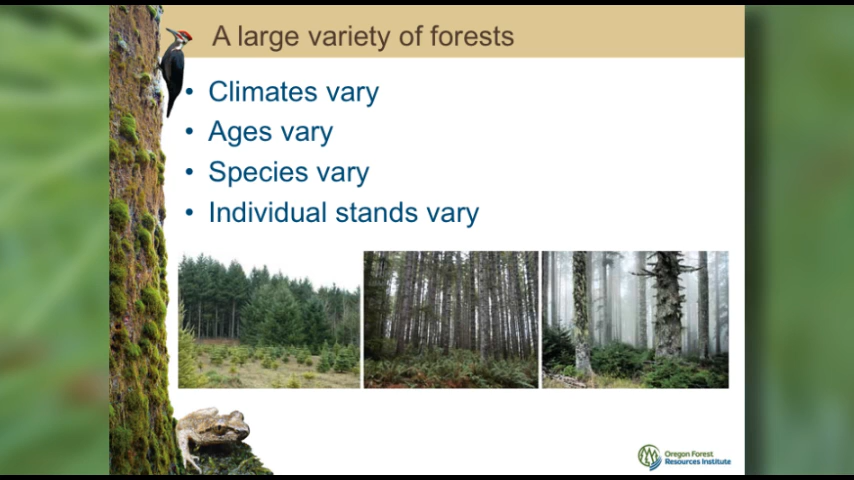 A large variety of forests
• Climates vary
• Ages vary
• Species vary
• Individual stands vary
Oregon Forest
Resources Institute